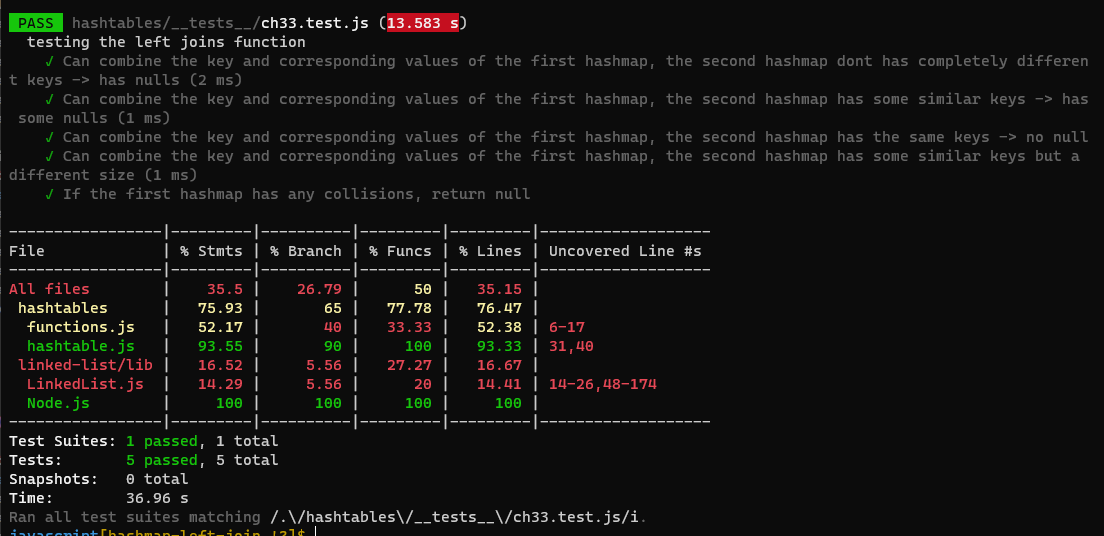 PASS hashtables/__tests__/ch33.test.js (13.583 s)
testing the left joins function
√ Can combine the key and corresponding values of the first hashmap, the second hashmap dont has completely differen
t keys -> has nulls (2 ms)
√ Can combine the key and corresponding values of the first hashmap, the second hashmap has some similar keys -> has
some nulls (1 ms)
√ Can combine the key and corresponding values of the first hashmap, the second hashmap has the same keys -> no null
√ Can combine the key and corresponding values of the first hashmap, the second hashmap has some similar keys but a
different size (1 ms)
√ If the first hashmap has any collisions, return null
-----------------|---------|----------|---------|---------|-------------------
File | % Stmts | % Branch | % Funcs | % Lines | Uncovered Line #s
-----------------|---------|----------|---------|---------|-------------------
All files | 35.5 | 26.79 | 50 | 35.15 |
hashtables | 75.93 | 65 | 77.78 | 76.47 |
functions.js | 52.17 | 40 | 33.33 | 52.38 | 6-17
hashtable.js | 93.55 | 90 | 100 | 93.33 | 31,40
linked-list/lib | 16.52 | 5.56 | 27.27 | 16.67 |
LinkedList.js | 14.29 | 5.56 | 20 | 14.41 | 14-26,48-174
Node.js | 100 | 100 | 100 | 100 |
-----------------|---------|----------|---------|---------|-------------------
Test Suites: 1 passed, 1 total
Tests: 5 passed, 5 total
Snapshots: 0 total
Time: 36.96 s
Ran all test suites matching /.\/hashtables\/__tests__\/ch33.test.js/i.
javascript[hashmap-left-join !?]$